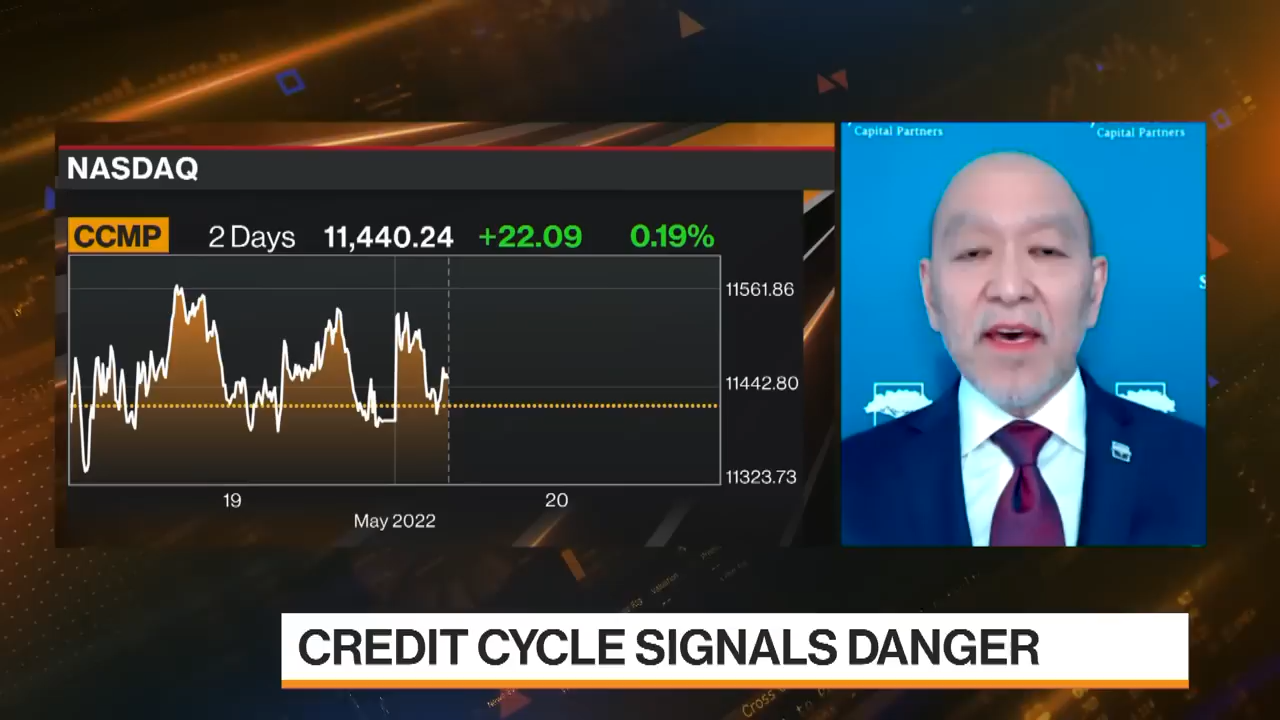 Capital Partners
Capital Partners
NASDAQ
CCMP 2 Days 11,440.24 +22.09 0.19%
11561.86
11442.80
11323.73
19 20
May 2022
CREDIT CYCLE SIGNALS DANGER
Cross